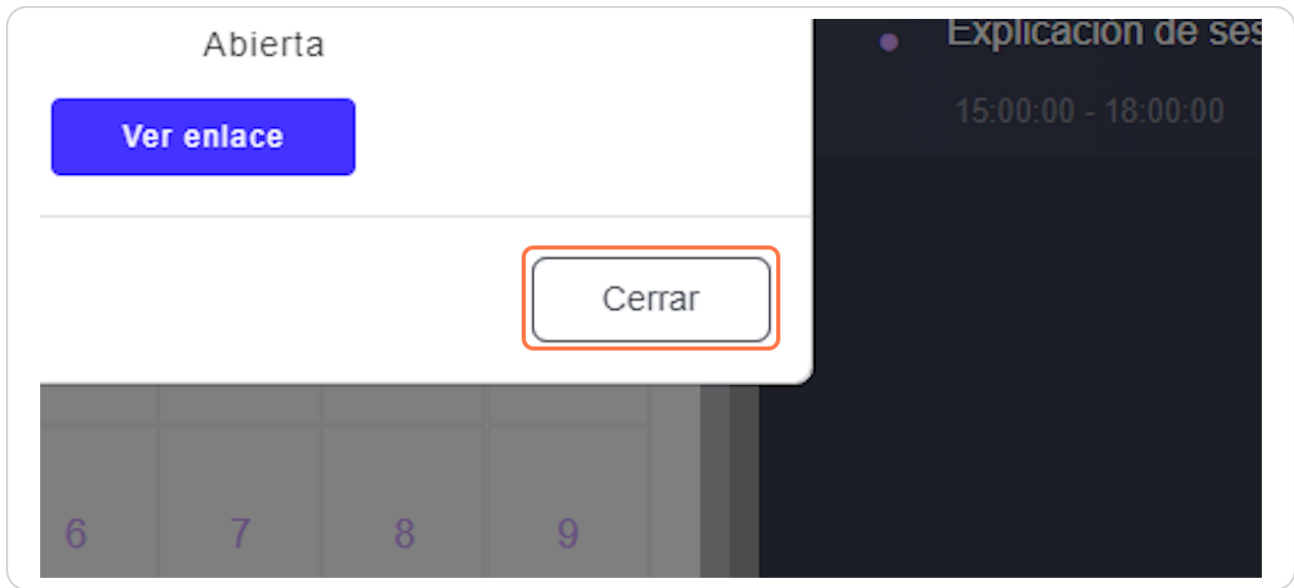 Abierta
Ver enlace
Cerrar
Explicación de
15:00:00 - 18:00:00
6 7 8 9